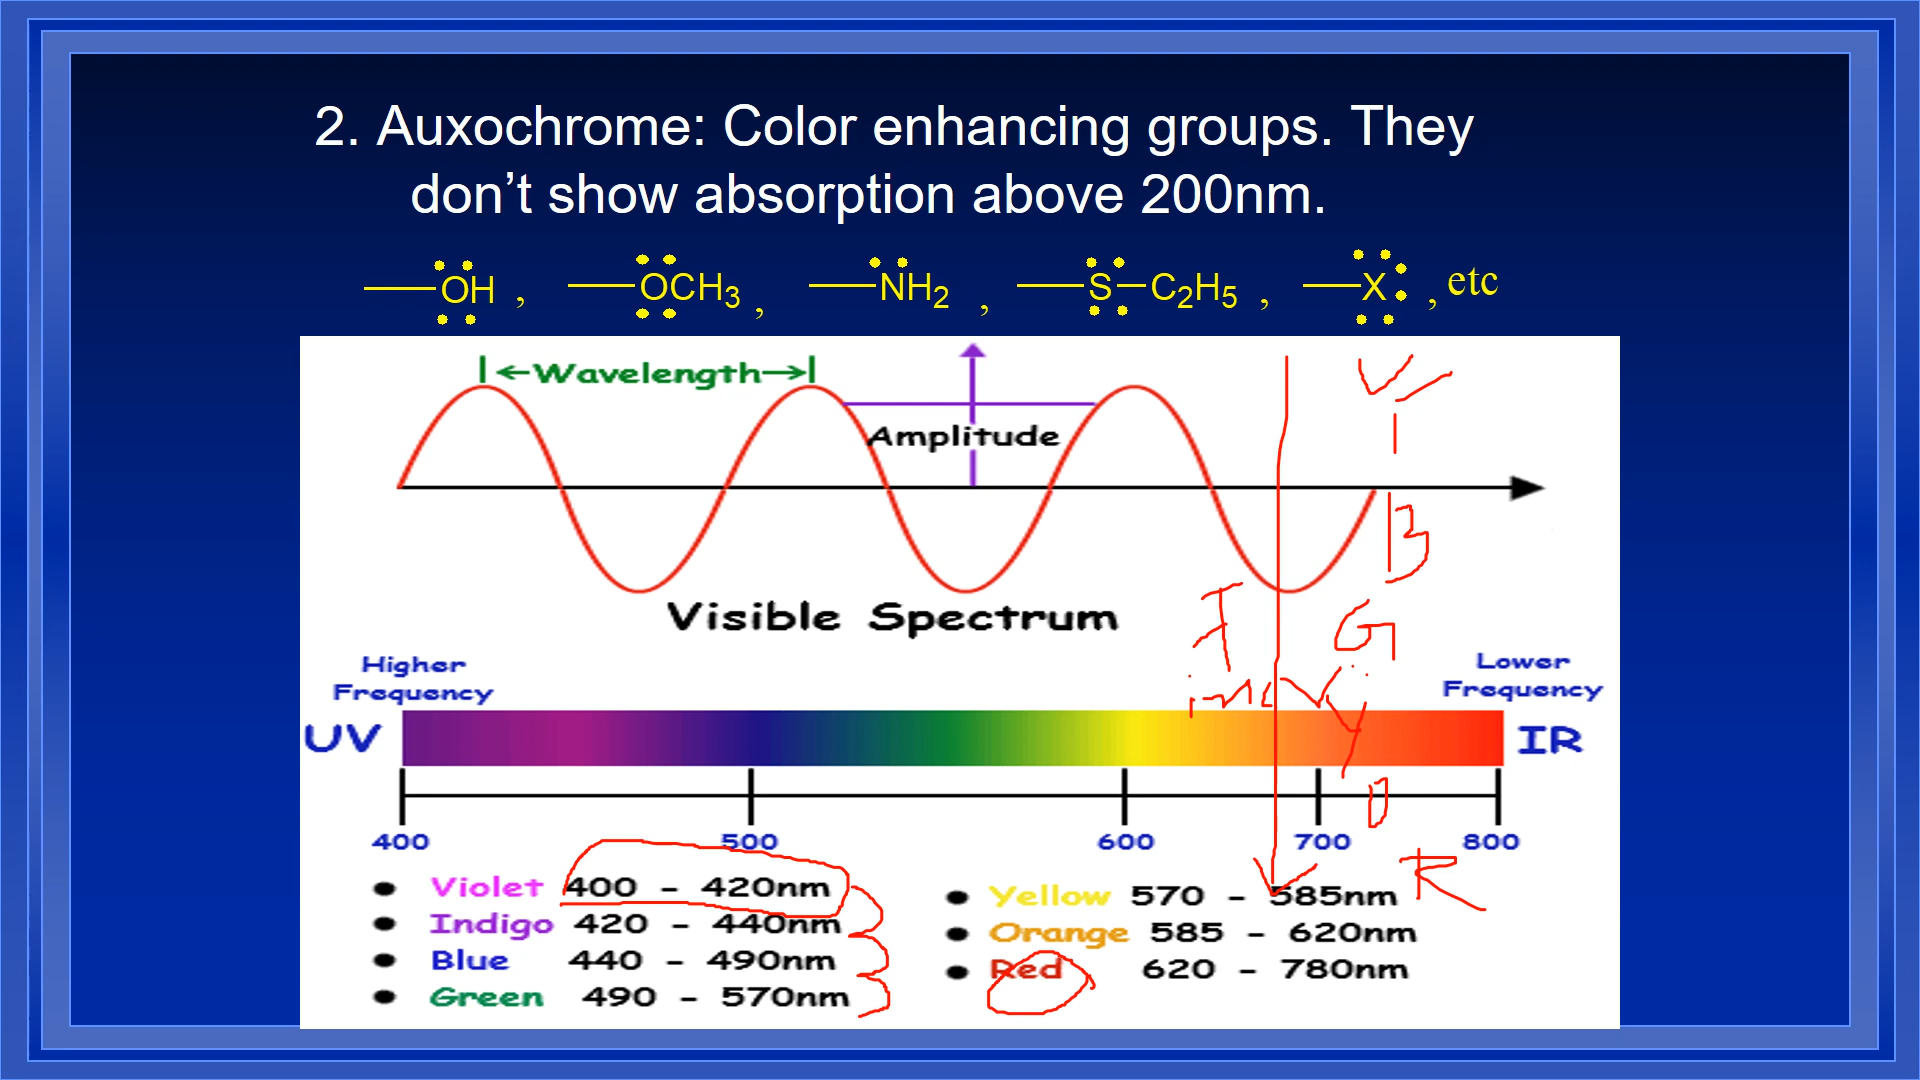 2. Auxochrome: Color enhancing groups. They
don’t show absorption above 200nm.
—OH , —OCH3 , —NH2 , —S—C2H5 , —X , etc
Wavelength
Amplitude
Visible Spectrum
Higher Frequency
Lower Frequency
UV
IR
400 500 600 700 800
Violet 400 - 420nm
Indigo 420 - 440nm
Blue 440 - 490nm
Green 490 - 570nm
Yellow 570 - 585nm
Orange 585 - 620nm
Red 620 - 780nm
V
I
B
G
Y
O
R